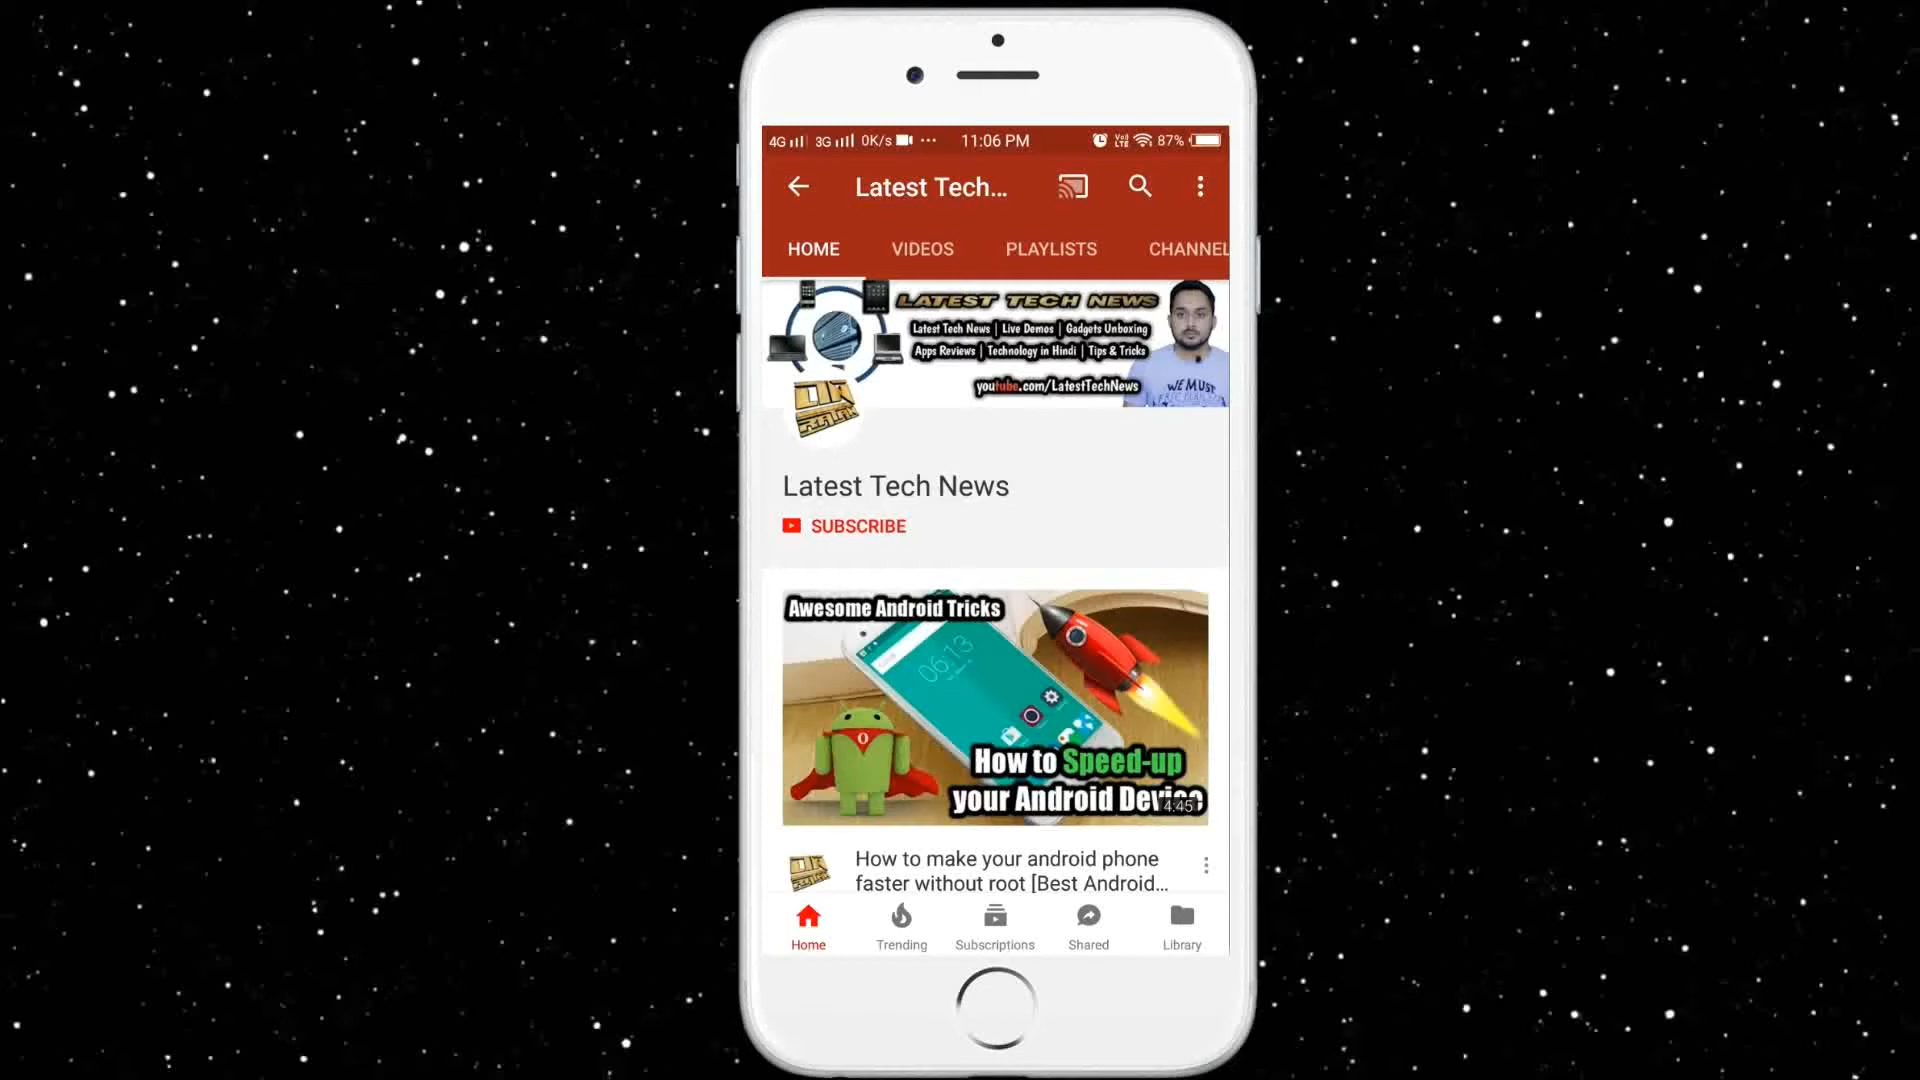 4G 3G 0K/s 11:06 PM 87%
Latest Tech...
HOME VIDEOS PLAYLISTS CHANNEL
LATEST TECH NEWS
Latest Tech News | Live Demos | Gadgets Unboxing
Apps Reviews | Technology in Hindi | Tips & Tricks
youtube.com/LatestTechNews
WE MUST
Latest Tech News
SUBSCRIBE
Awesome Android Tricks
06:13
How to Speed-up
your Android Device
4:45
How to make your android phone
faster without root [Best Android...
Home Trending Subscriptions Shared Library